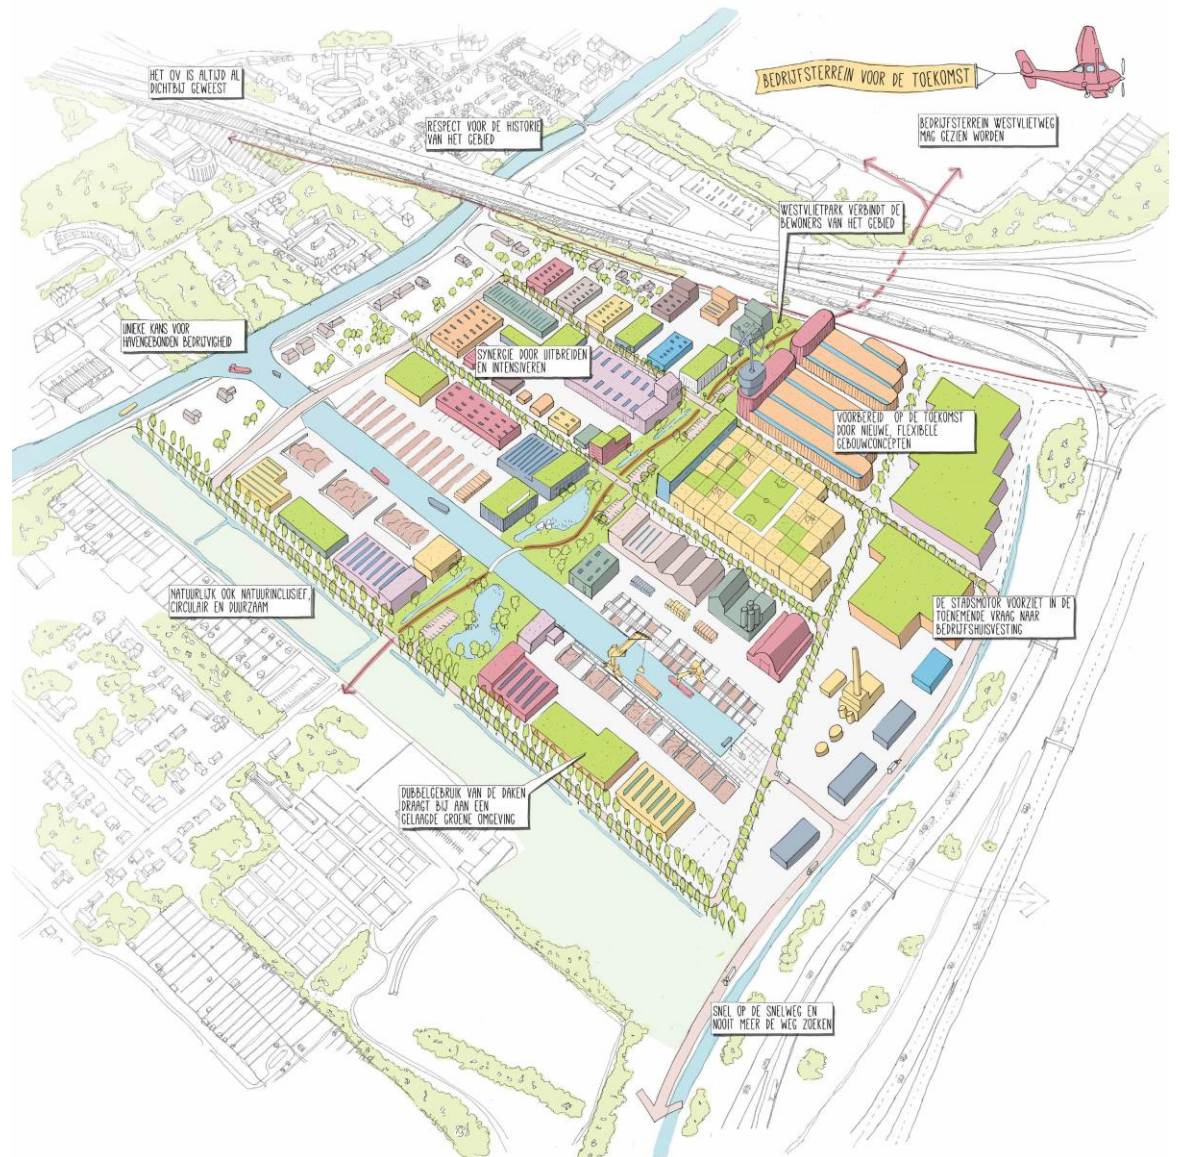 HET OV IS ALTIJD AL
DICHTBIJ GEWEEST
BEDRIJFSTERREIN VOOR DE TOEKOMST
RESPECT VOOR DE HISTORIE
VAN HET GEBIED
BEDRIJFSTERREIN WESTVLIETWEG
MAG GEZIEN WORDEN
WESTVLIETPARK VERBINDT DE
BEWONERS VAN HET GEBIED
UNIEKE KANS VOOR
HAVENGEBONDEN BEDRIJVIGHEID
SYNERGIE DOOR UITBREIDEN
EN INTENSIVEREN
VOORBEREID OP DE TOEKOMST
DOOR NIEUWE, FLEXIBELE
GEBOUWCONCEPTEN
NATUURLIJK OOK NATUURINCLUSIEF,
CIRCULAIR EN DUURZAAM
DE STADSMOTOR VOORZIET IN DE
TOENEMENDE VRAAG NAAR
BEDRIJFSHUISVESTING
DUBBELGEBRUIK VAN DE DAKEN
DRAAGT BIJ AAN EEN
GELAAGDE GROENE OMGEVING
SNEL OP DE SNELWEG EN
NOOIT MEER DE WEG ZOEKEN